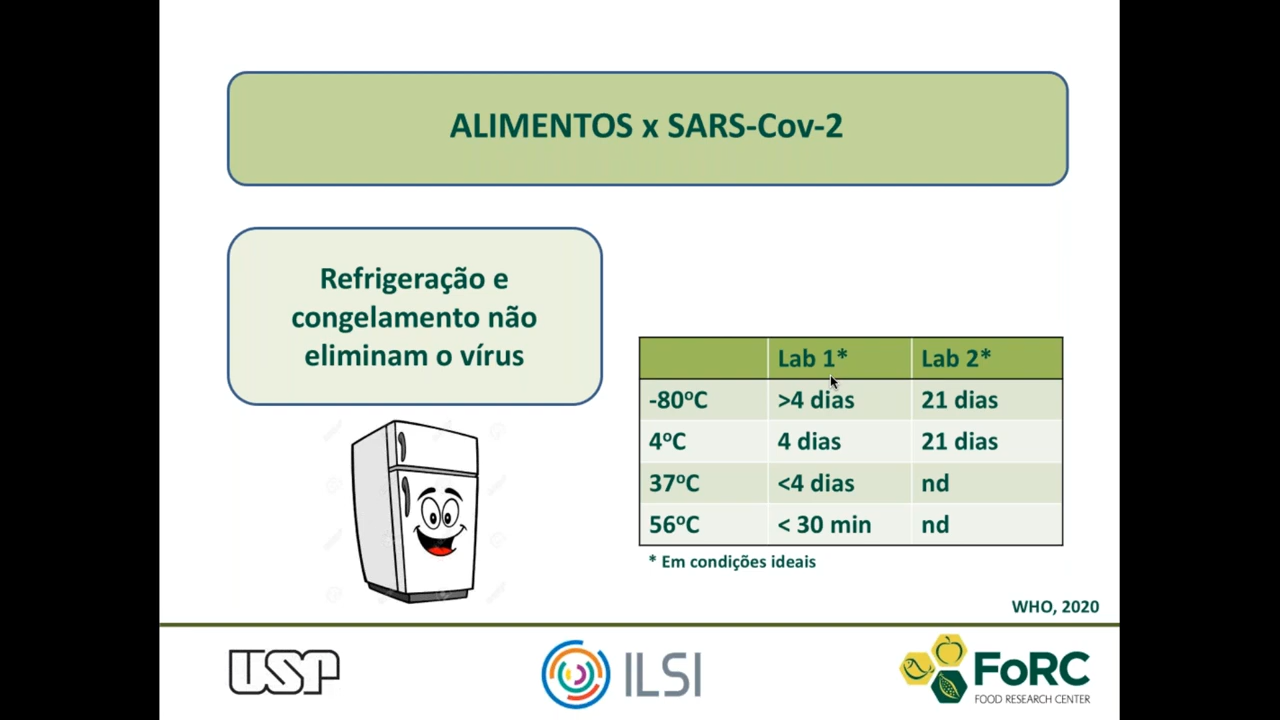 ALIMENTOS x SARS-Cov-2
Refrigeração e
congelamento não
eliminam o vírus
Lab 1* Lab 2*
-80ºC >4 dias 21 dias
4ºC 4 dias 21 dias
37ºC <4 dias nd
56ºC < 30 min nd
* Em condições ideais
WHO, 2020
USP
ILSI
FoRC
FOOD RESEARCH CENTER